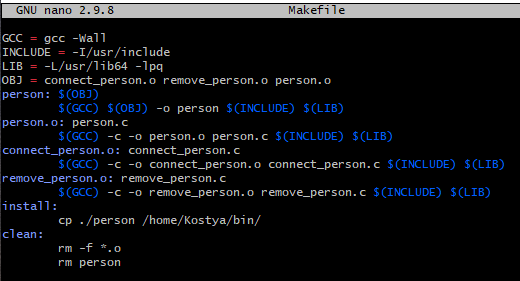 GNU nano 2.9.8 Makefile
GCC = gcc -Wall
INCLUDE = -I/usr/include
LIB = -L/usr/lib64 -lpq
OBJ = connect_person.o remove_person.o person.o
person: $(OBJ)
        $(GCC) $(OBJ) -o person $(INCLUDE) $(LIB)
person.o: person.c
        $(GCC) -c -o person.o person.c $(INCLUDE) $(LIB)
connect_person.o: connect_person.c
        $(GCC) -c -o connect_person.o connect_person.c $(INCLUDE) $(LIB)
remove_person.o: remove_person.c
        $(GCC) -c -o remove_person.o remove_person.c $(INCLUDE) $(LIB)
install:
        cp ./person /home/Kostya/bin/
clean:
        rm -f *.o
        rm person